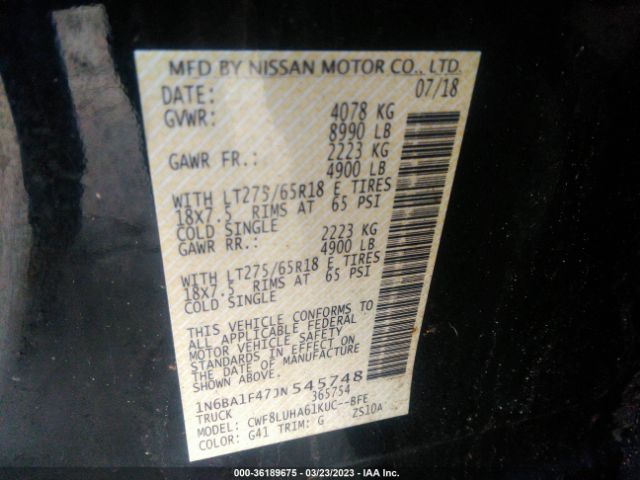 MFD BY NISSAN MOTOR CO., LTD.
DATE: 07/18
GVWR: 4078 KG
8990 LB
GAWR FR.: 2223 KG
4900 LB
WITH LT275/65R18 E TIRES
18X7.5 RIMS AT 65 PSI
COLD SINGLE
GAWR RR.: 2223 KG
4900 LB
WITH LT275/65R18 E TIRES
18X7.5 RIMS AT 65 PSI
COLD SINGLE
THIS VEHICLE CONFORMS TO
ALL APPLICABLE FEDERAL
MOTOR VEHICLE SAFETY
STANDARDS IN EFFECT ON
THE DATE OF MANUFACTURE
SHOWN ABOVE.
1N6BA1F47JN545748
TRUCK 365754
MODEL: CWF8LUHA61KUC--BFE
COLOR: G41 TRIM: G ZS10A
000-36189675 / 03/23/2023 - IAA Inc.